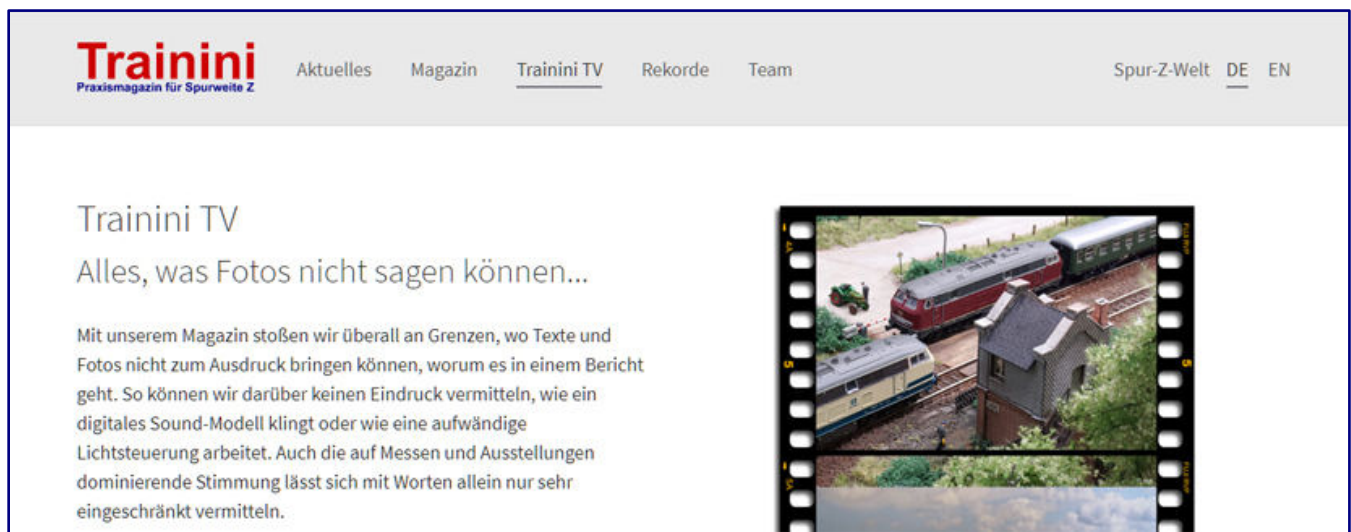 Trainini
Praxismagazin für Spurweite Z
Aktuelles Magazin Trainini TV Rekorde Team
Spur-Z-Welt DE EN
Trainini TV
Alles, was Fotos nicht sagen können...
Mit unserem Magazin stoßen wir überall an Grenzen, wo Texte und
Fotos nicht zum Ausdruck bringen können, worum es in einem Bericht
geht. So können wir darüber keinen Eindruck vermitteln, wie ein
digitales Sound-Modell klingt oder wie eine aufwändige
Lichtsteuerung arbeitet. Auch die auf Messen und Ausstellungen
dominierende Stimmung lässt sich mit Worten allein nur sehr
eingeschränkt vermitteln.
4A
5
5
5A